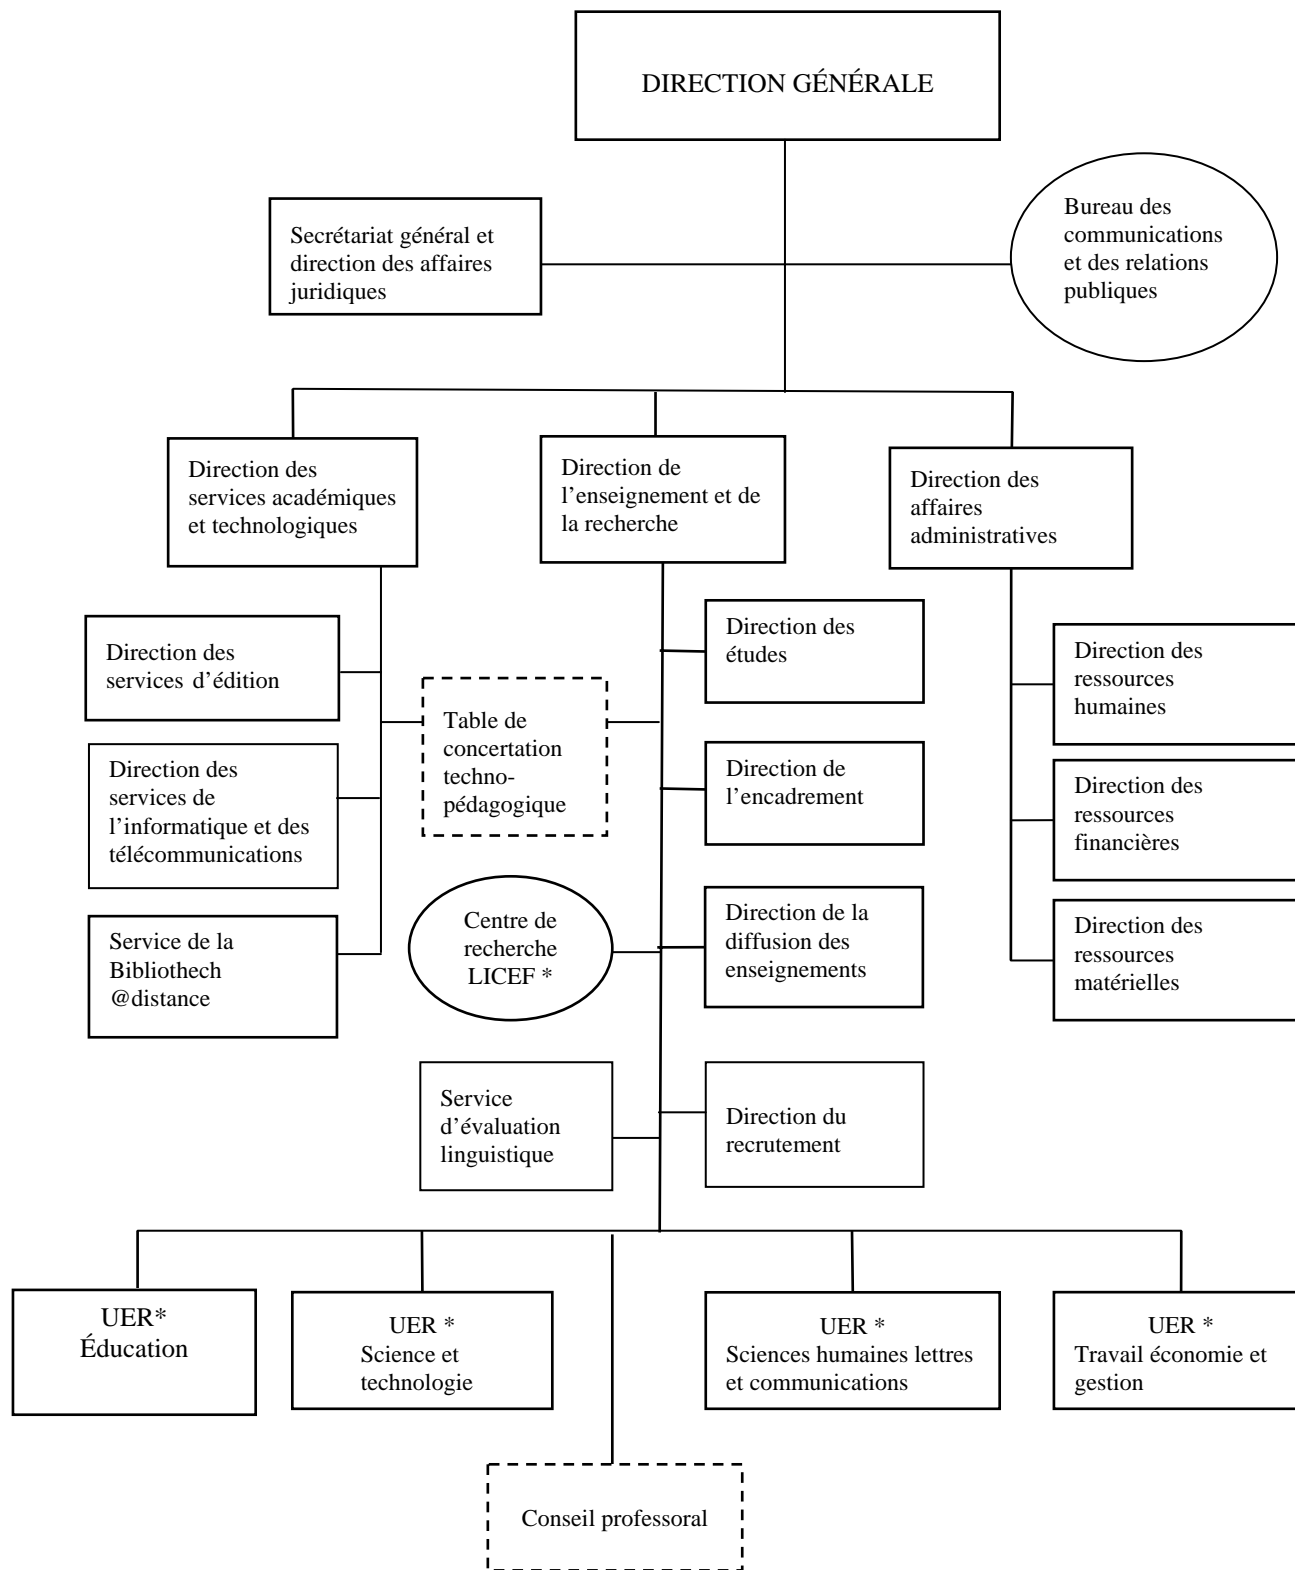 DIRECTION GÉNÉRALE
Secrétariat général et
direction des affaires
juridiques
Bureau des
communications
et des relations
publiques
Direction des
services académiques
et technologiques
Direction de
l’enseignement et de
la recherche
Direction des
affaires
administratives
Direction des
services d’édition
Direction des
services de
l’informatique et des
télécommunications
Service de la
Bibliothech
@distance
Table de
concertation
techno-
pédagogique
Centre de
recherche
LICEF *
Service
d’évaluation
linguistique
Direction des
études
Direction de
l’encadrement
Direction de la
diffusion des
enseignements
Direction du
recrutement
Direction des
ressources
humaines
Direction des
ressources
financières
Direction des
ressources
matérielles
UER*
Éducation
UER *
Science et
technologie
UER *
Sciences humaines lettres
et communications
UER *
Travail économie et
gestion
Conseil professoral